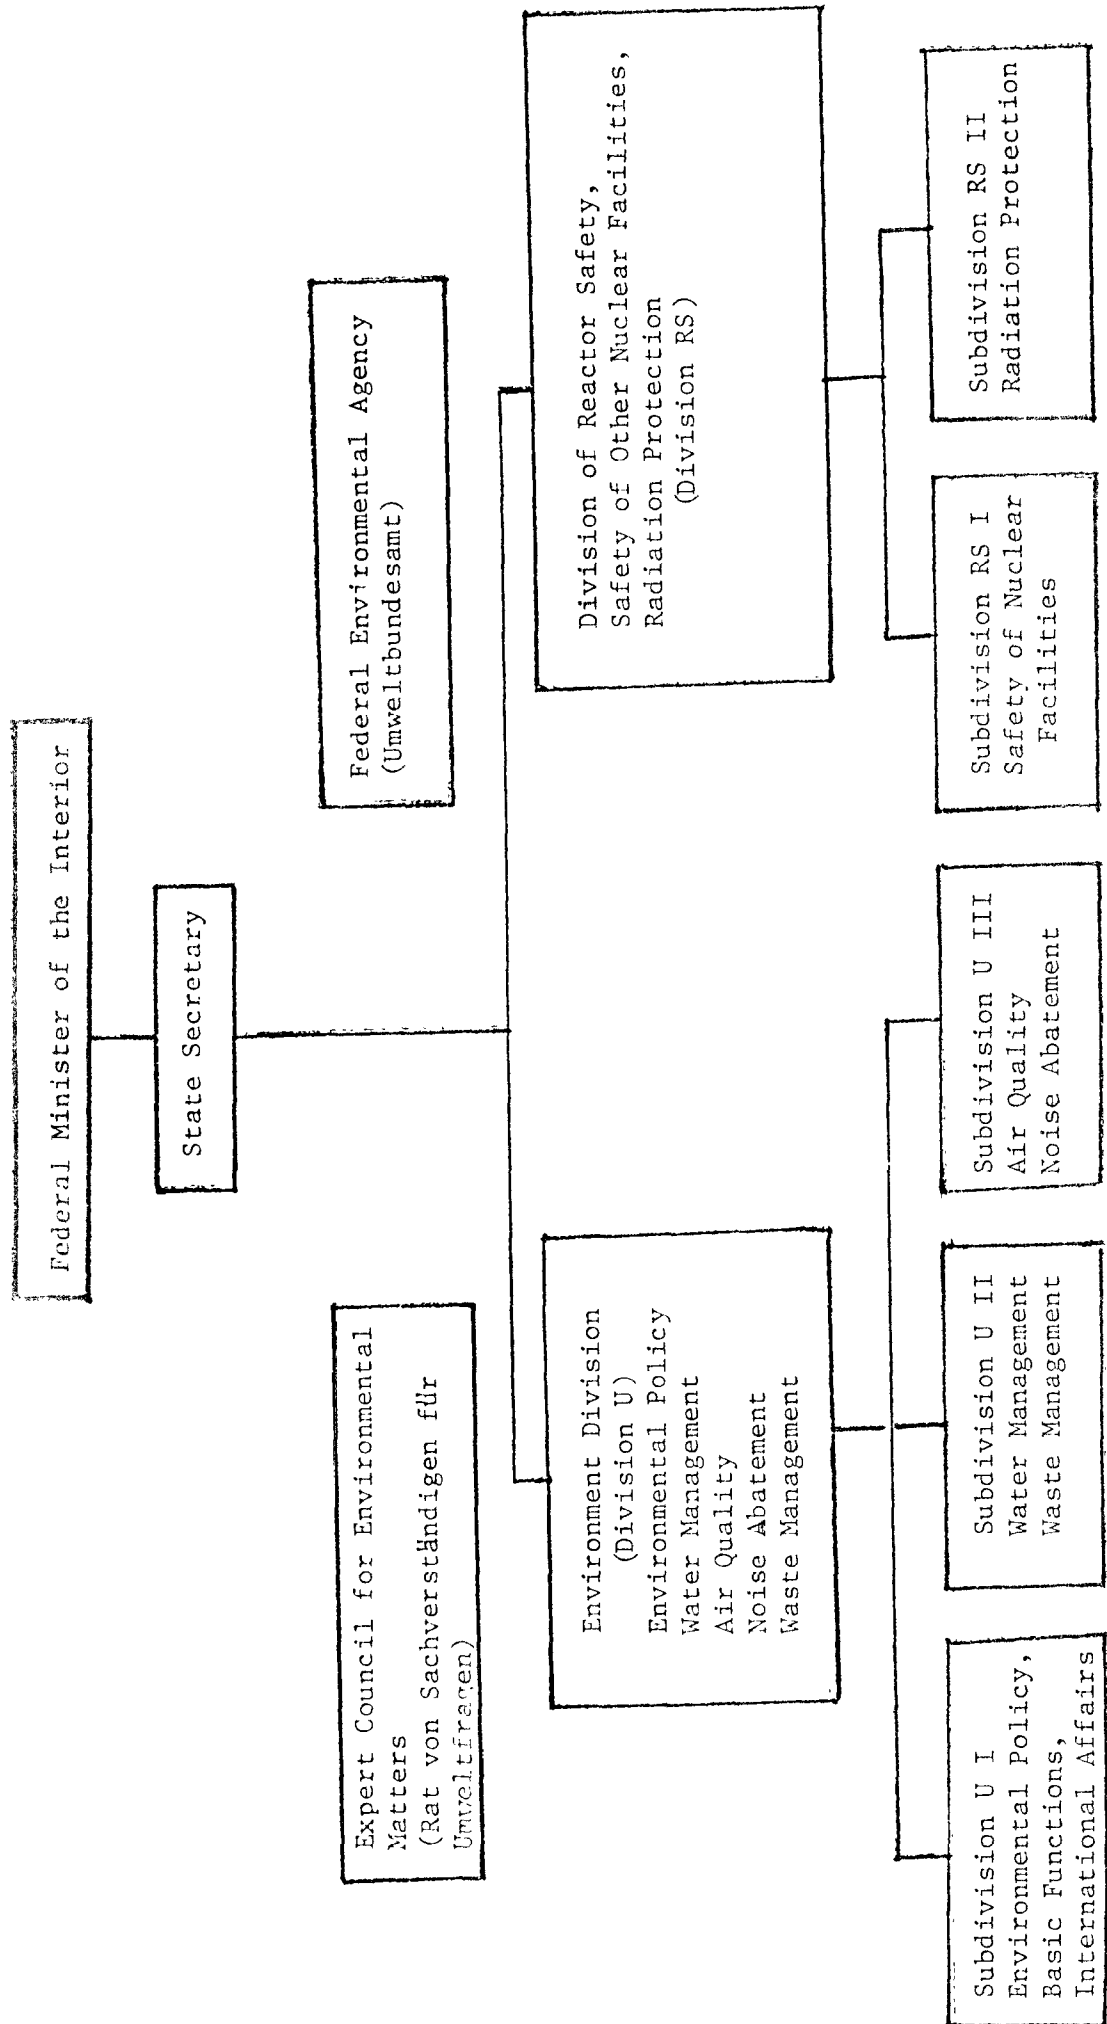 Federal Minister of the Interior
State Secretary
Expert Council for Environmental
Matters
(Rat von Sachverständigen für
Umweltfragen)
Federal Environmental Agency
(Umweltbundesamt)
Environment Division
(Division U)
Environmental Policy
Water Management
Air Quality
Noise Abatement
Waste Management
Division of Reactor Safety,
Safety of Other Nuclear Facilities,
Radiation Protection
(Division RS)
Subdivision U I
Environmental Policy,
Basic Functions,
International Affairs
Subdivision U II
Water Management
Waste Management
Subdivision U III
Air Quality
Noise Abatement
Subdivision RS I
Safety of Nuclear
Facilities
Subdivision RS II
Radiation Protection